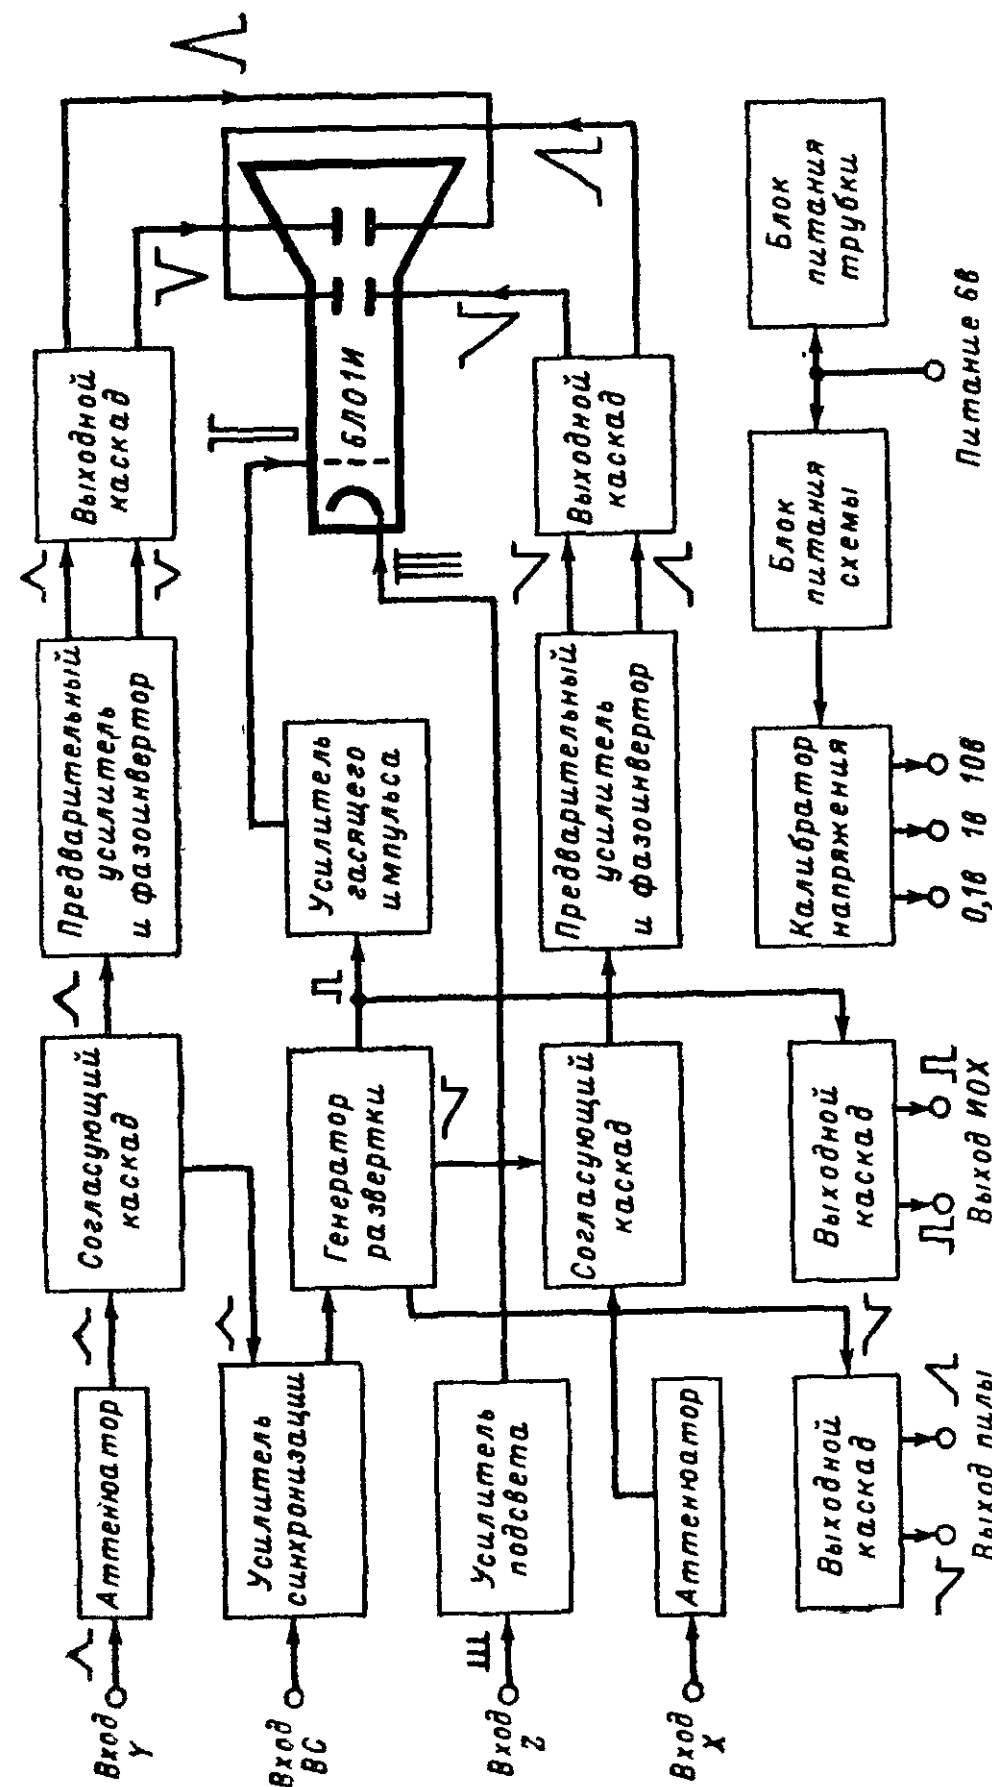 Вход
Y
Аттенюатор
Согласующий
каскад
Предварительный
усилитель
и фазоинвертор
Выходной
каскад
Вход
ВС
Усилитель
синхронизации
Генератор
развертки
Усилитель
гасящего
импульса
6ЛО1И
Вход
Z
Усилитель
подсвета
Согласующий
каскад
Предварительный
усилитель
и фазоинвертор
Выходной
каскад
Вход
X
Аттенюатор
Выходной
каскад
Выход пилы
Выходной
каскад
Выход ИОХ
Калибратор
напряжения
0,1в 1в 10в
Блок
питания
схемы
Блок
питания
трубки
Питание 6в